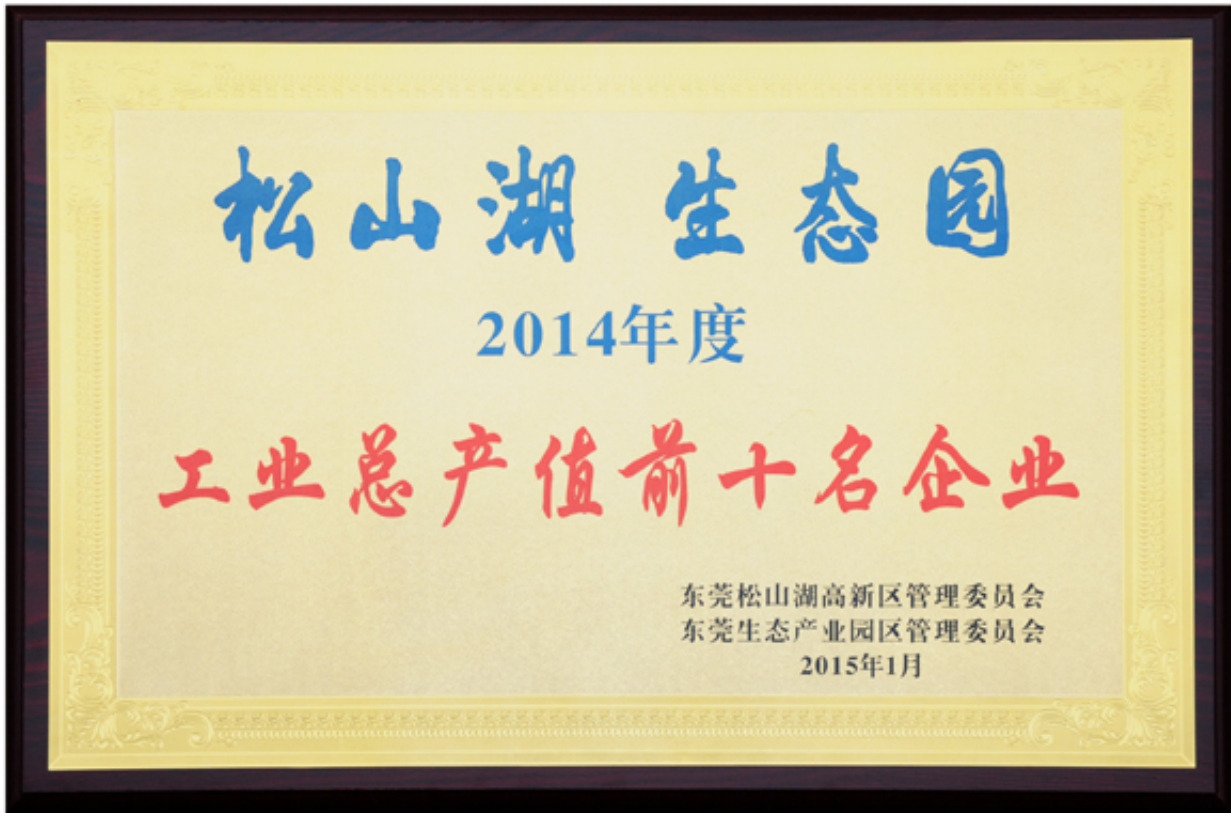 松山湖 生态园
2014年度
工业总产值前十名企业
东莞松山湖高新区管理委员会
东莞生态产业园区管理委员会
2015年1月